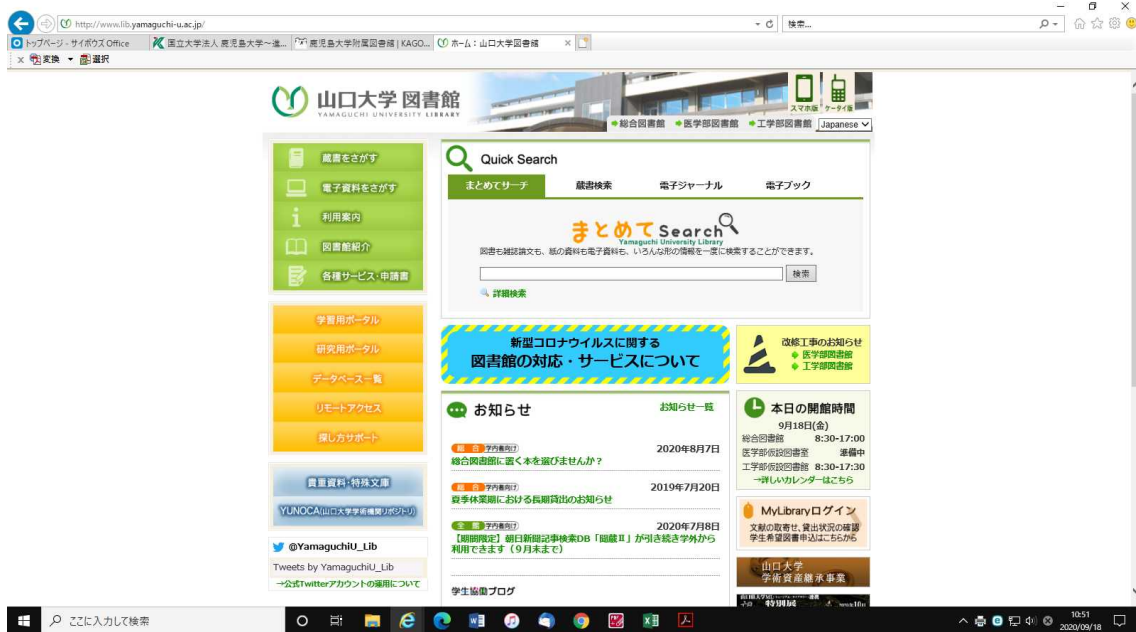 http://www.lib.yamaguchi-u.ac.jp/
検索...
トップページ - サイボウズ Office
国立大学法人 鹿児島大学~進...
鹿児島大学附属図書館 | KAGO...
ホーム : 山口大学図書館
x 変換 選択
山口大学 図書館
YAMAGUCHI UNIVERSITY LIBRARY
スマホ版 ケータイ版
総合図書館 医学部図書館 工学部図書館 Japanese
蔵書をさがす
電子資料をさがす
利用案内
図書館紹介
各種サービス・申請書
学習用ポータル
研究用ポータル
データベース一覧
リモートアクセス
探し方サポート
貴重資料・特殊文庫
YUNOCA(山口大学学術機関リポジトリ)
@YamaguchiU_Lib
Tweets by YamaguchiU_Lib
→公式Twitterアカウントの運用について
Quick Search
まとめてサーチ 蔵書検索 電子ジャーナル 電子ブック
まとめてSearch
Yamaguchi University Library
図書も雑誌論文も、紙の資料も電子資料も、いろんな形の情報を一度に検索することができます。
検索
詳細検索
新型コロナウイルスに関する
図書館の対応・サービスについて
改修工事のお知らせ
医学部図書館
工学部図書館
お知らせ お知らせ一覧
総 合 学内者向け 2020年8月7日
総合図書館に置く本を選びませんか？
総 合 学内者向け 2019年7月20日
夏季休業期における長期貸出のお知らせ
全 館 学内者向け 2020年7月8日
【期間限定】朝日新聞記事検索DB「聞蔵Ⅱ」が引き続き学外から
利用できます（9月末まで）
学生協働ブログ
本日の開館時間
9月18日(金)
総合図書館 8:30-17:00
医学部仮設図書室 準備中
工学部仮設図書館 8:30-17:30
→詳しいカレンダーはこちら
MyLibraryログイン
文献の取寄せ、貸出状況の確認
学生希望図書申込はこちらから
山口大学
学術資産継承事業
特別展
ここに入力して検索
10:51
2020/09/18